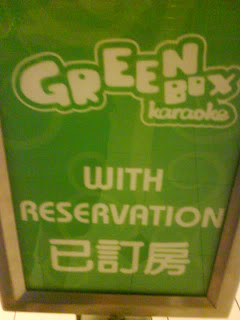 GREEN
BOX
karaoke
WITH
RESERVATION
已訂房